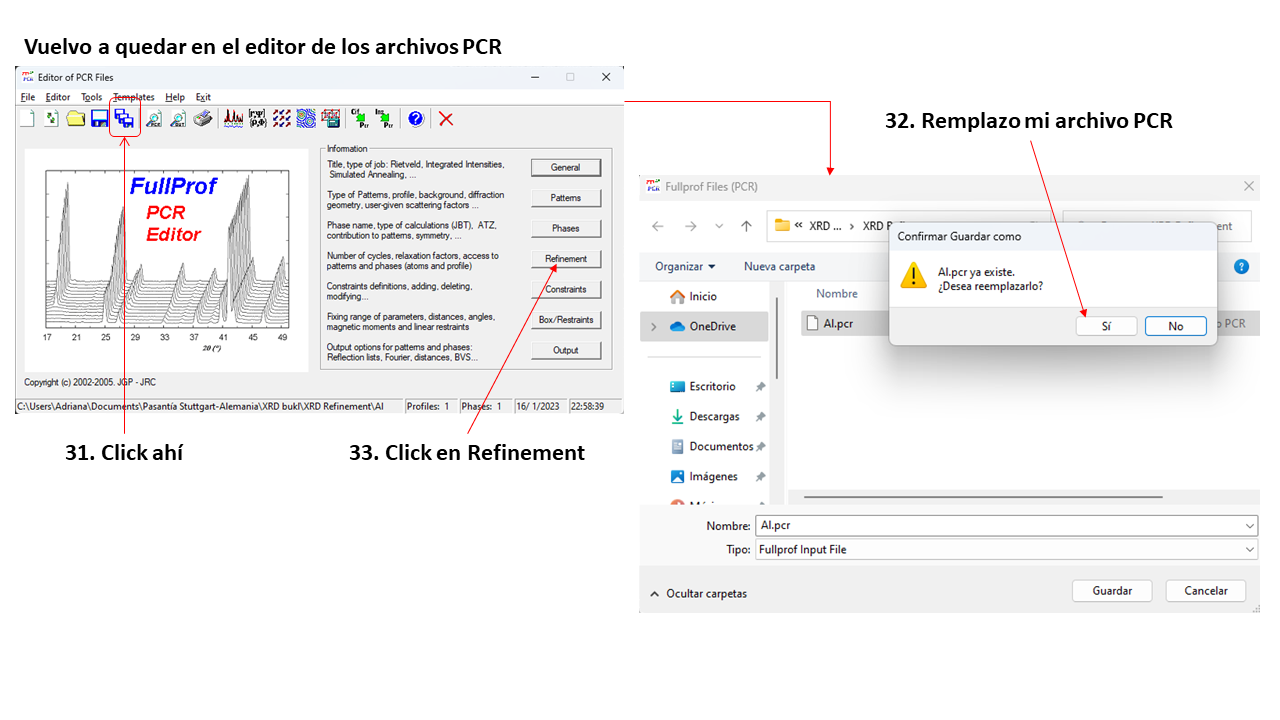 Vuelvo a quedar en el editor de los archivos PCR
Editor of PCR Files
File Editor Tools Templates Help Exit
FullProf
PCR
Editor
17 21 25 29 33 37 41 45 49
2θ (°)
Copyright (c) 2002-2005. JGP - JRC
Information
Title, type of job: Rietveld, Integrated Intensities,
Simulated Annealing, ...
General
Type of Patterns, profile, background, diffraction
geometry, user-given scattering factors ...
Patterns
Phase name, type of calculations (JBT), ATZ,
contribution to patterns, symmetry, ...
Phases
Number of cycles, relaxation factors, access to
patterns and phases (atoms and profile)
Refinement
Constraints definitions, adding, deleting,
modifying...
Constraints
Fixing range of parameters, distances, angles,
magnetic moments and linear restraints
Box/Restraints
Output options for patterns and phases:
Reflection lists, Fourier, distances, BVS...
Output
C:\Users\Adriana\Documents\Pasantía Stuttgart-Alemania\XRD bukl\XRD Refinement\Al Profiles: 1 Phases: 1 16/ 1/2023 22:58:39
31. Click ahí
33. Click en Refinement
32. Remplazo mi archivo PCR
Fullprof Files (PCR)
« XRD ... › XRD
Organizar Nueva carpeta
Inicio
OneDrive
Escritorio
Descargas
Documentos
Imágenes
Nombre
Al.pcr
PCR
Confirmar Guardar como
Al.pcr ya existe.
¿Desea reemplazarlo?
Sí No
Nombre: Al.pcr
Tipo: Fullprof Input File
Ocultar carpetas
Guardar Cancelar